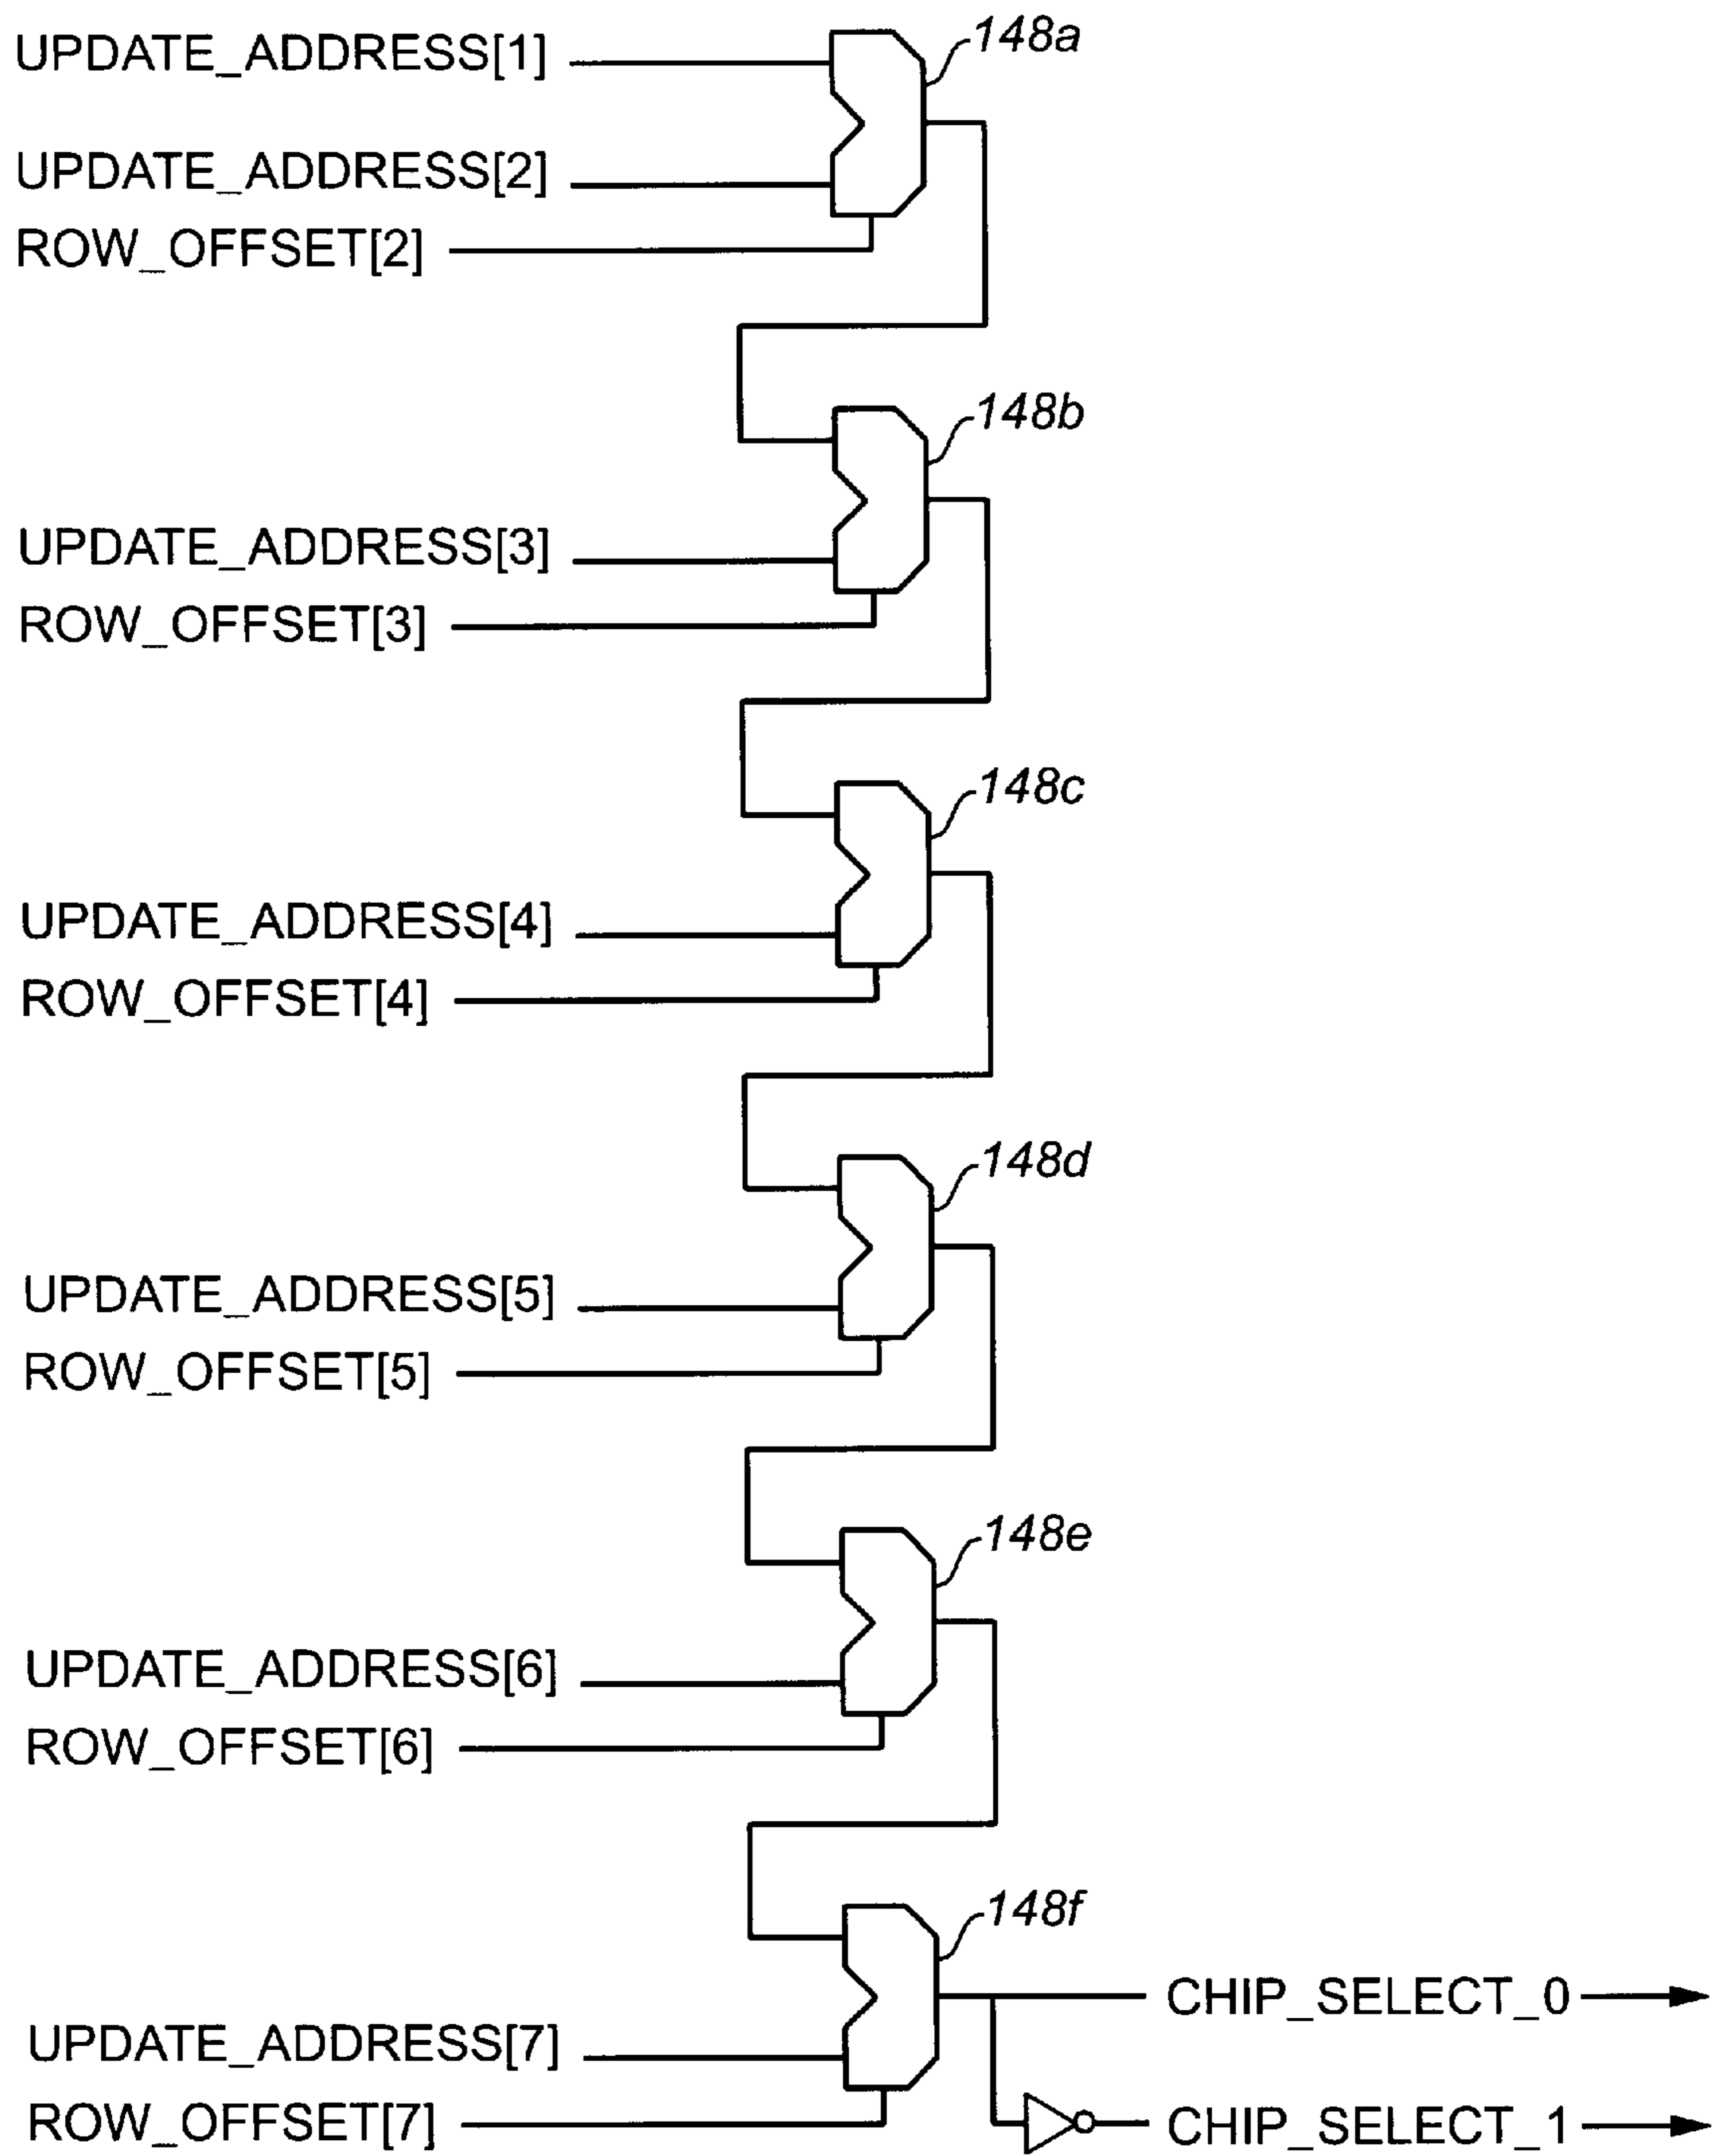 UPDATE_ADDRESS[1]
148a
UPDATE_ADDRESS[2]
ROW_OFFSET[2]
148b
UPDATE_ADDRESS[3]
ROW_OFFSET[3]
148c
UPDATE_ADDRESS[4]
ROW_OFFSET[4]
148d
UPDATE_ADDRESS[5]
ROW_OFFSET[5]
148e
UPDATE_ADDRESS[6]
ROW_OFFSET[6]
148f
CHIP_SELECT_0
UPDATE_ADDRESS[7]
ROW_OFFSET[7]
CHIP_SELECT_1